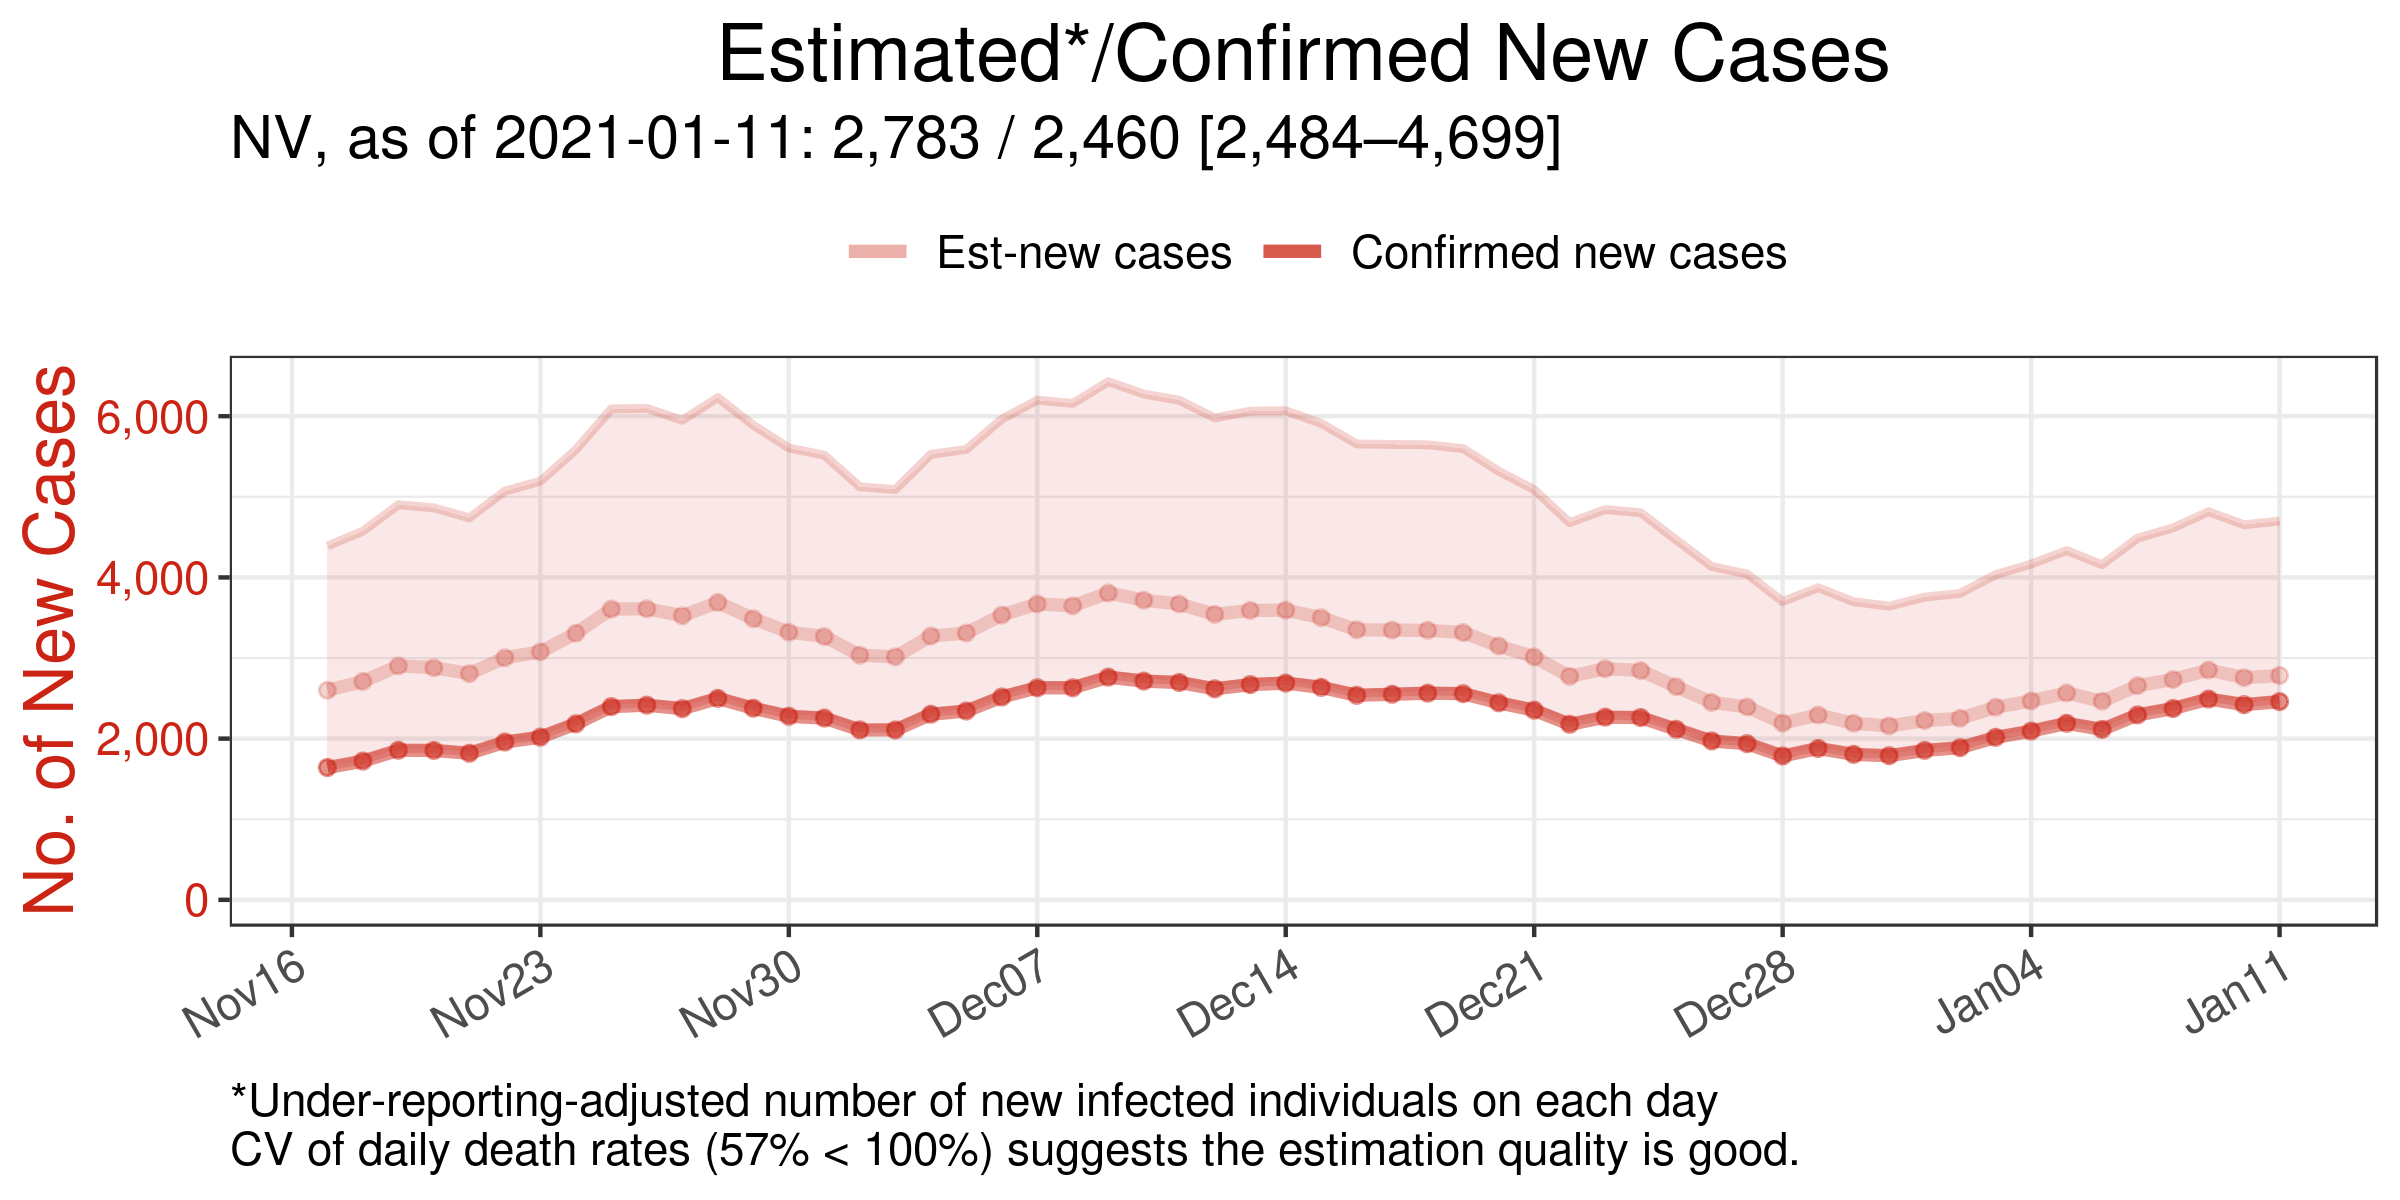 Estimated*/Confirmed New Cases
NV, as of 2021-01-11: 2,783 / 2,460 [2,484–4,699]
Est-new cases Confirmed new cases
No. of New Cases
6,000
4,000
2,000
0
Nov16 Nov23 Nov30 Dec07 Dec14 Dec21 Dec28 Jan04 Jan11
*Under-reporting-adjusted number of new infected individuals on each day
CV of daily death rates (57% < 100%) suggests the estimation quality is good.